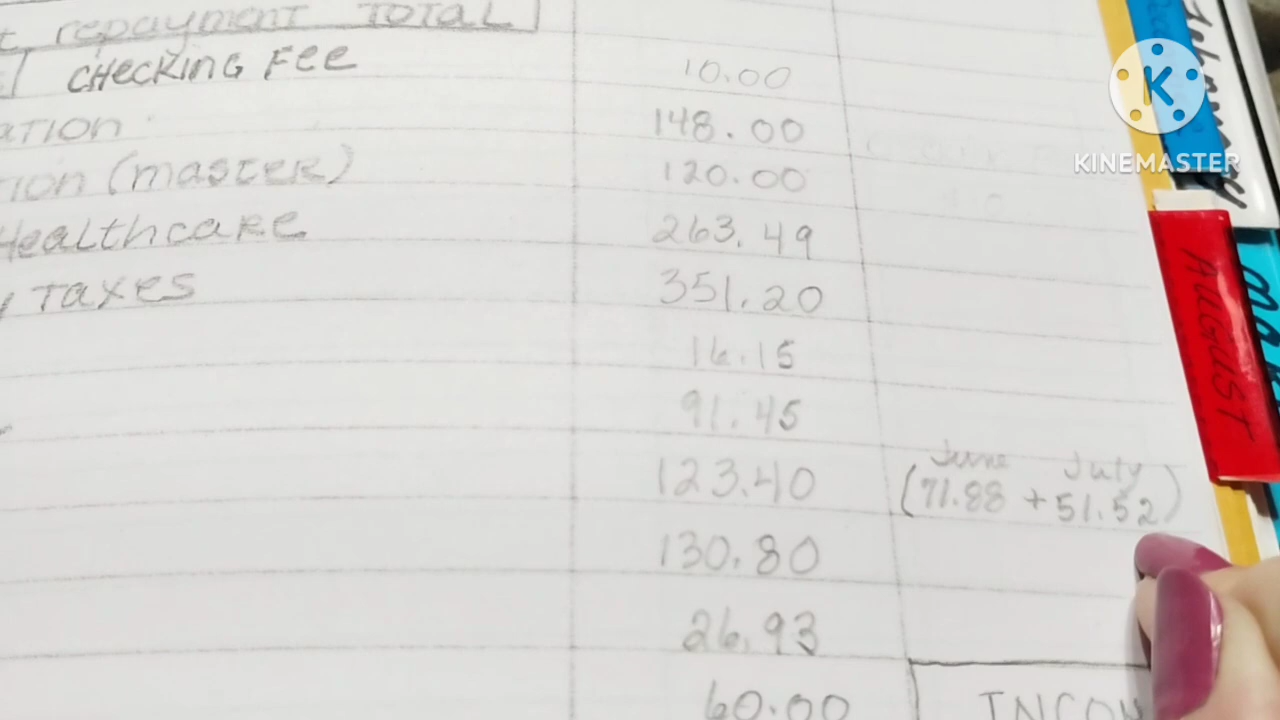 repayment TOTAL
CHecKING Fee 10.00
ATION 148.00
TION (master) 120.00
Healthcare 263.49
Y TAXES 351.20
16.15
91.45
June July
123.40 (71.88 + 51.52)
130.80
26.93
60.00 INCOM
K
KINEMASTER
AUGUST